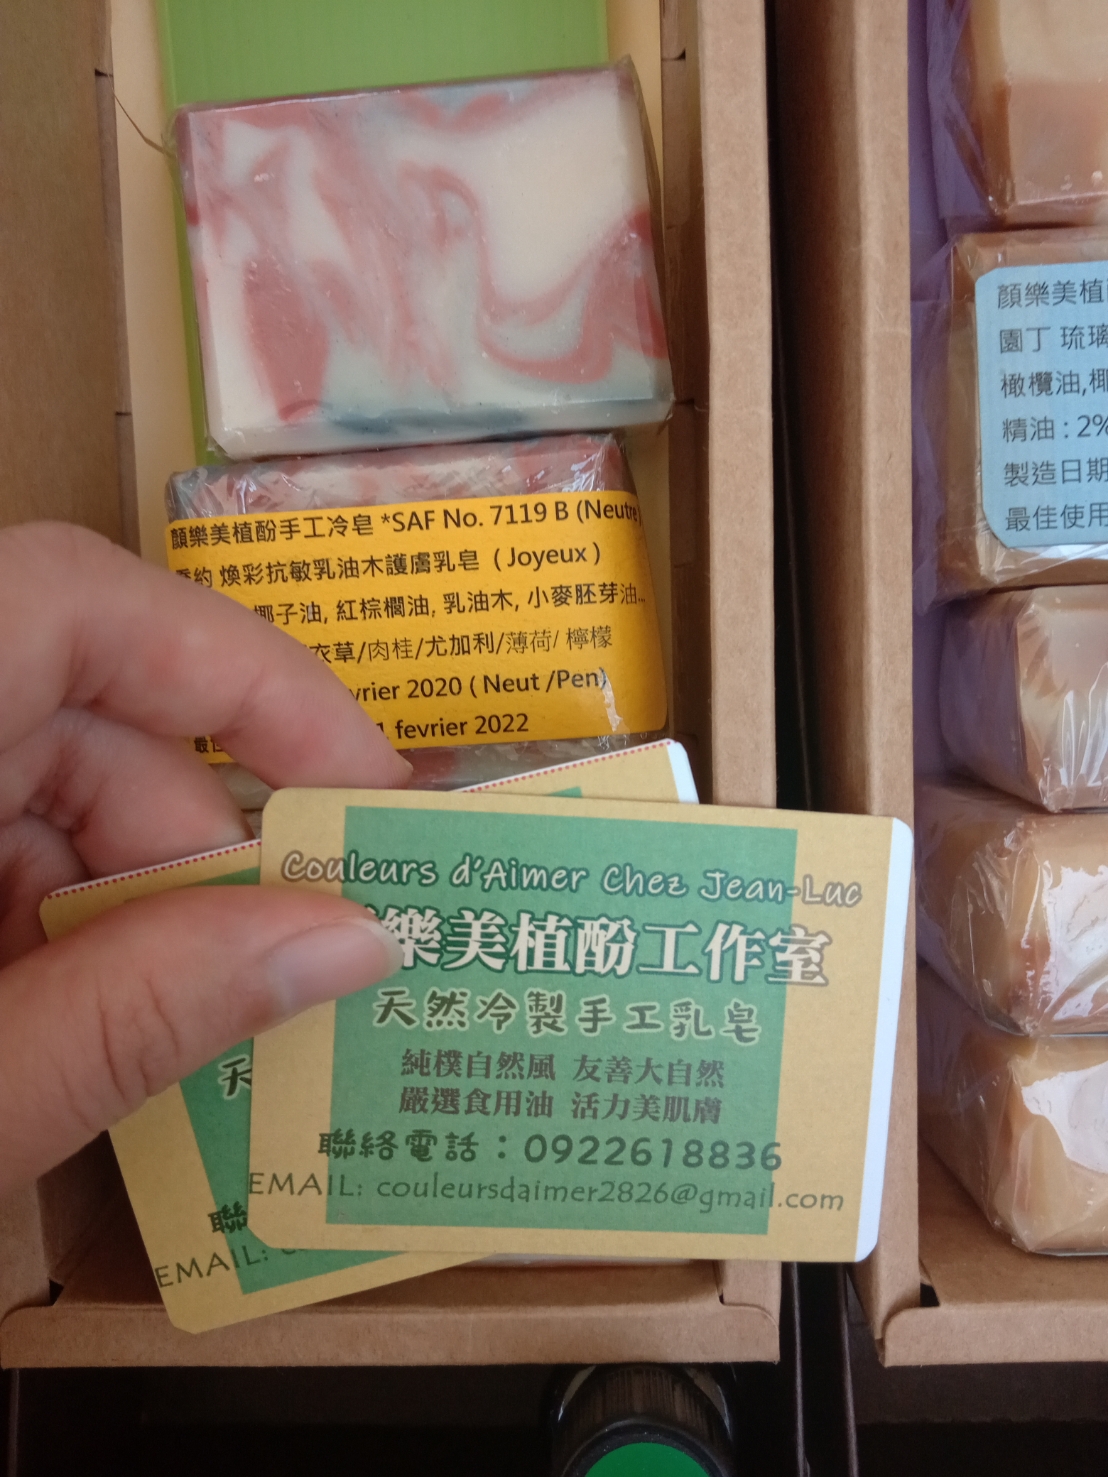 顏樂美植酚手工冷皂 *SAF No. 7119 B (Neutre)
約 煥彩抗敏乳油木護膚乳皂 ( Joyeux )
椰子油, 紅棕櫚油, 乳油木, 小麥胚芽油...
衣草/肉桂/尤加利/薄荷/ 檸檬
vrier 2020 ( Neut /Pen)
1 fevrier 2022
顏樂美植
園丁 琉璃
橄欖油,椰
精油 : 2%
製造日期
最佳使用
Couleurs d'Aimer Chez Jean-Luc
樂美植酚工作室
天然冷製手工乳皂
純樸自然風 友善大自然
嚴選食用油 活力美肌膚
聯絡電話：0922618836
EMAIL: couleursdaimer2826@gmail.com
天
聯
EMAIL: c